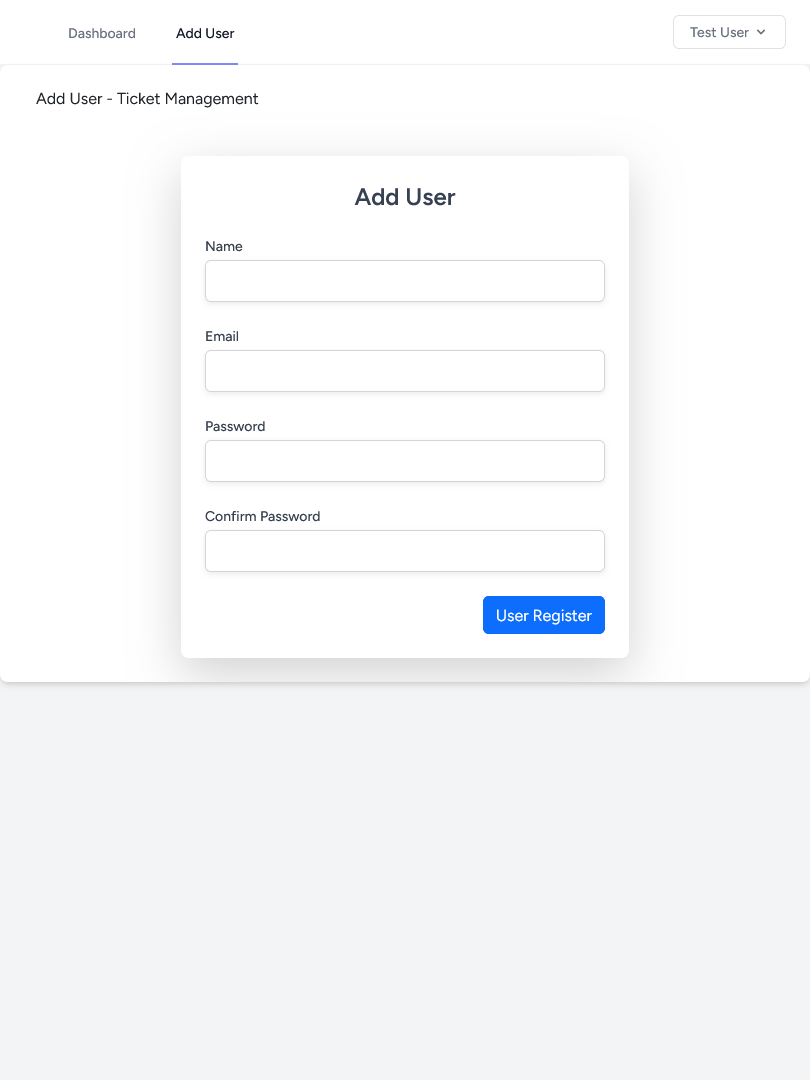 Dashboard Add User Test User
Add User - Ticket Management
Add User
Name
Email
Password
Confirm Password
User Register